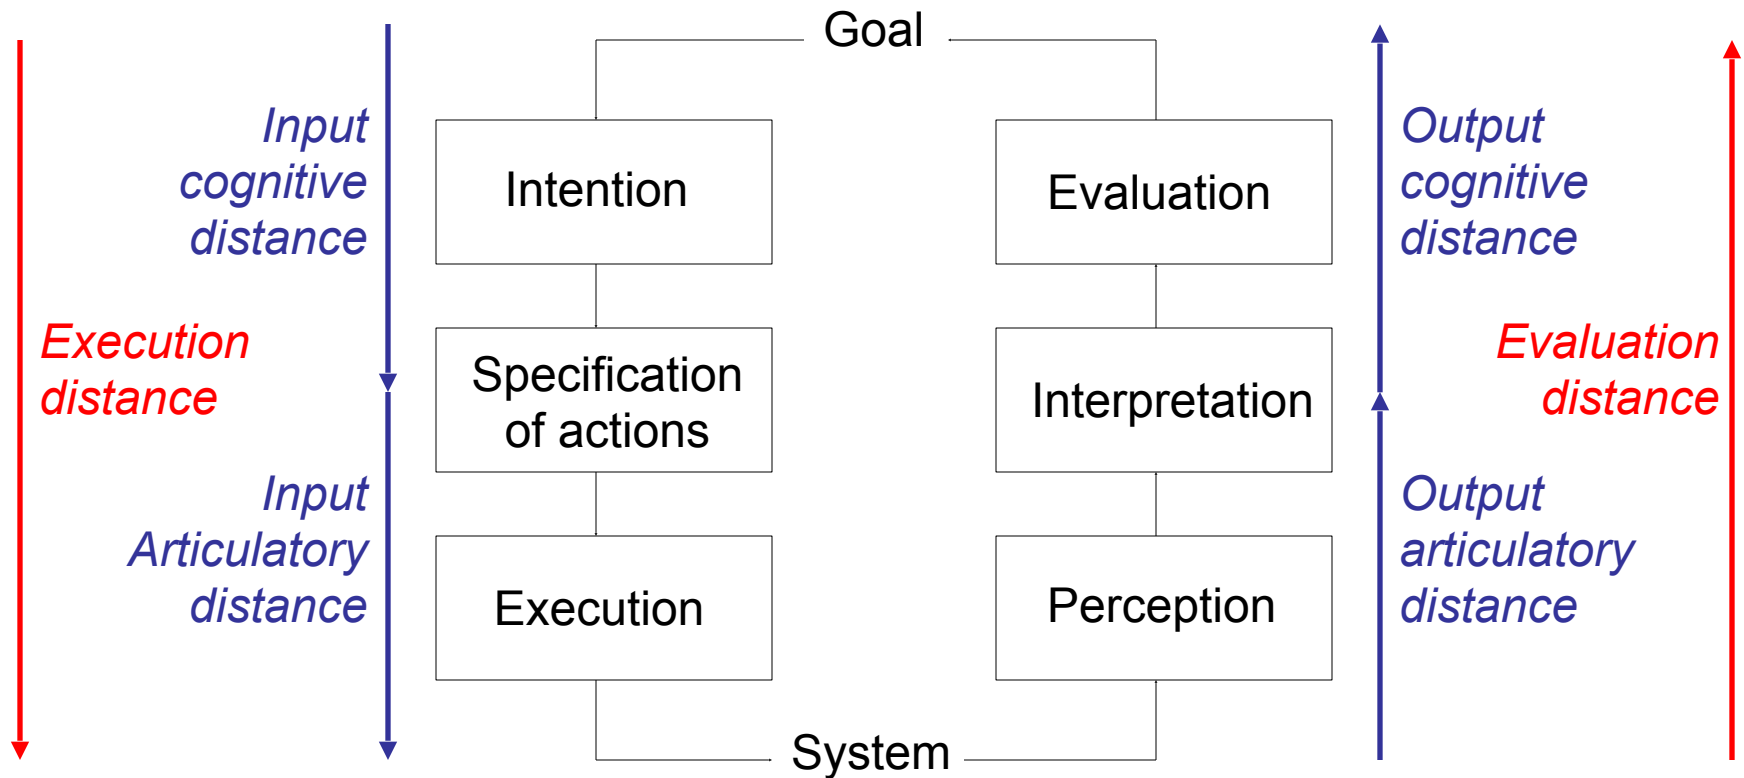 Goal
Input
cognitive
distance
Intention
Evaluation
Output
cognitive
distance
Execution
distance
Specification
of actions
Interpretation
Evaluation
distance
Input
Articulatory
distance
Execution
Perception
Output
articulatory
distance
System